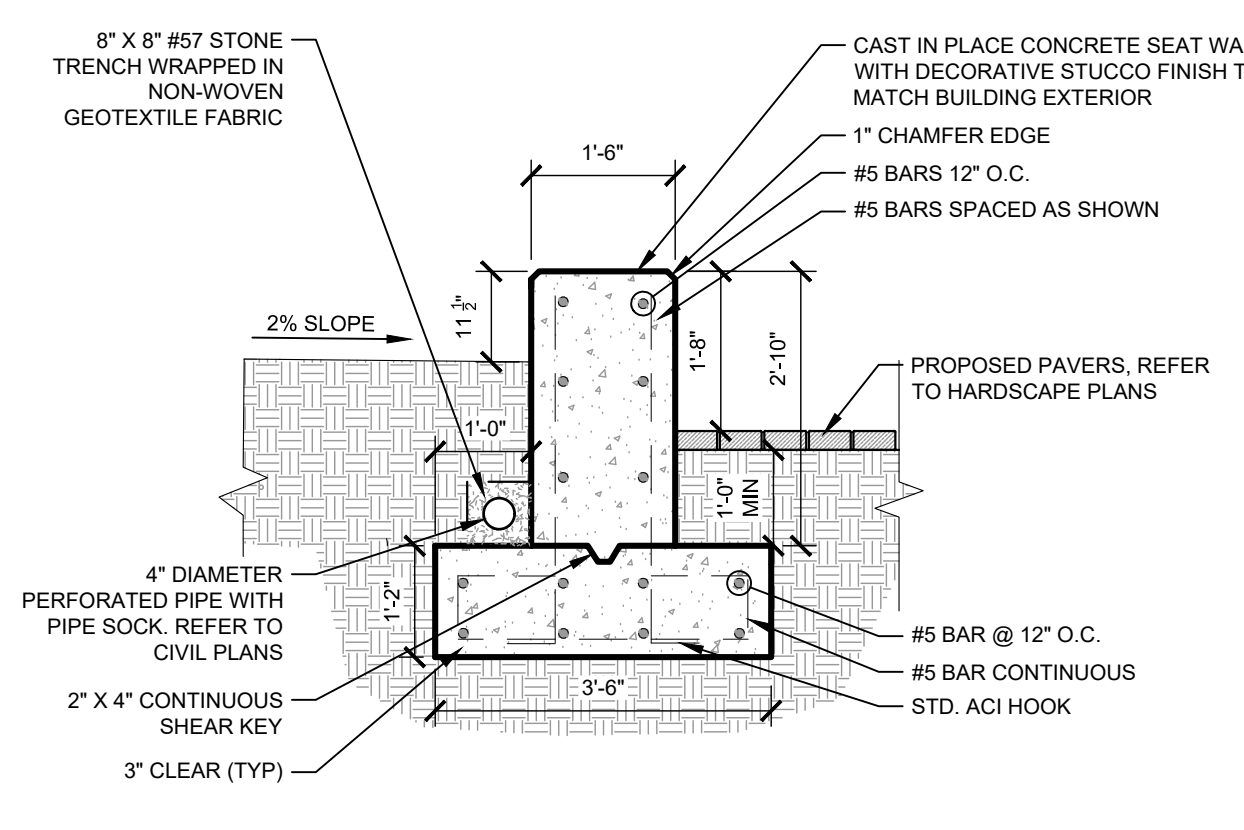 8" X 8" #57 STONE
TRENCH WRAPPED IN
NON-WOVEN
GEOTEXTILE FABRIC
CAST IN PLACE CONCRETE SEAT WA
WITH DECORATIVE STUCCO FINISH T
MATCH BUILDING EXTERIOR
1" CHAMFER EDGE
#5 BARS 12" O.C.
#5 BARS SPACED AS SHOWN
1'-6"
11 1/2"
2% SLOPE
1'-8"
2'-10"
PROPOSED PAVERS, REFER
TO HARDSCAPE PLANS
1'-0"
1'-0"
MIN
4" DIAMETER
PERFORATED PIPE WITH
PIPE SOCK. REFER TO
CIVIL PLANS
1'-2"
2" X 4" CONTINUOUS
SHEAR KEY
3" CLEAR (TYP)
3'-6"
#5 BAR @ 12" O.C.
#5 BAR CONTINUOUS
STD. ACI HOOK